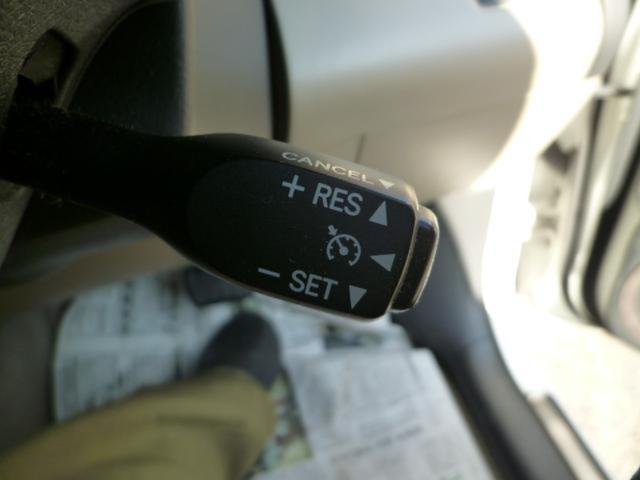 CANCEL ▼
+ RES ▲
◀
− SET ▼